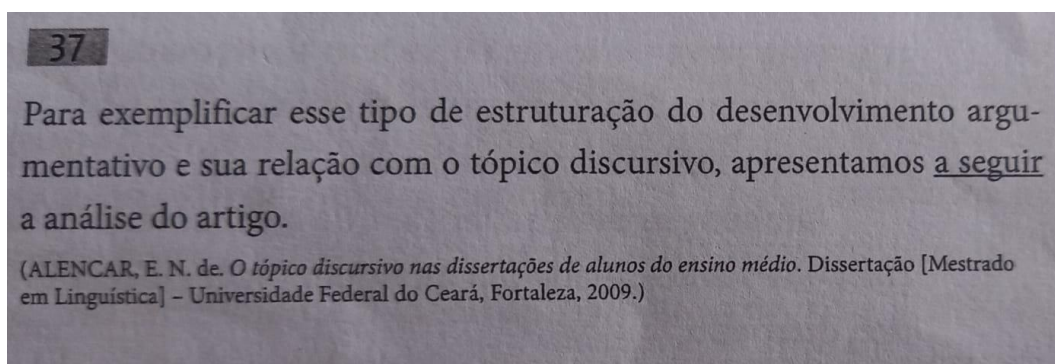 37
Para exemplificar esse tipo de estruturação do desenvolvimento argu-
mentativo e sua relação com o tópico discursivo, apresentamos a seguir
a análise do artigo.
(ALENCAR, E. N. de. O tópico discursivo nas dissertações de alunos do ensino médio. Dissertação [Mestrado
em Linguística] – Universidade Federal do Ceará, Fortaleza, 2009.)